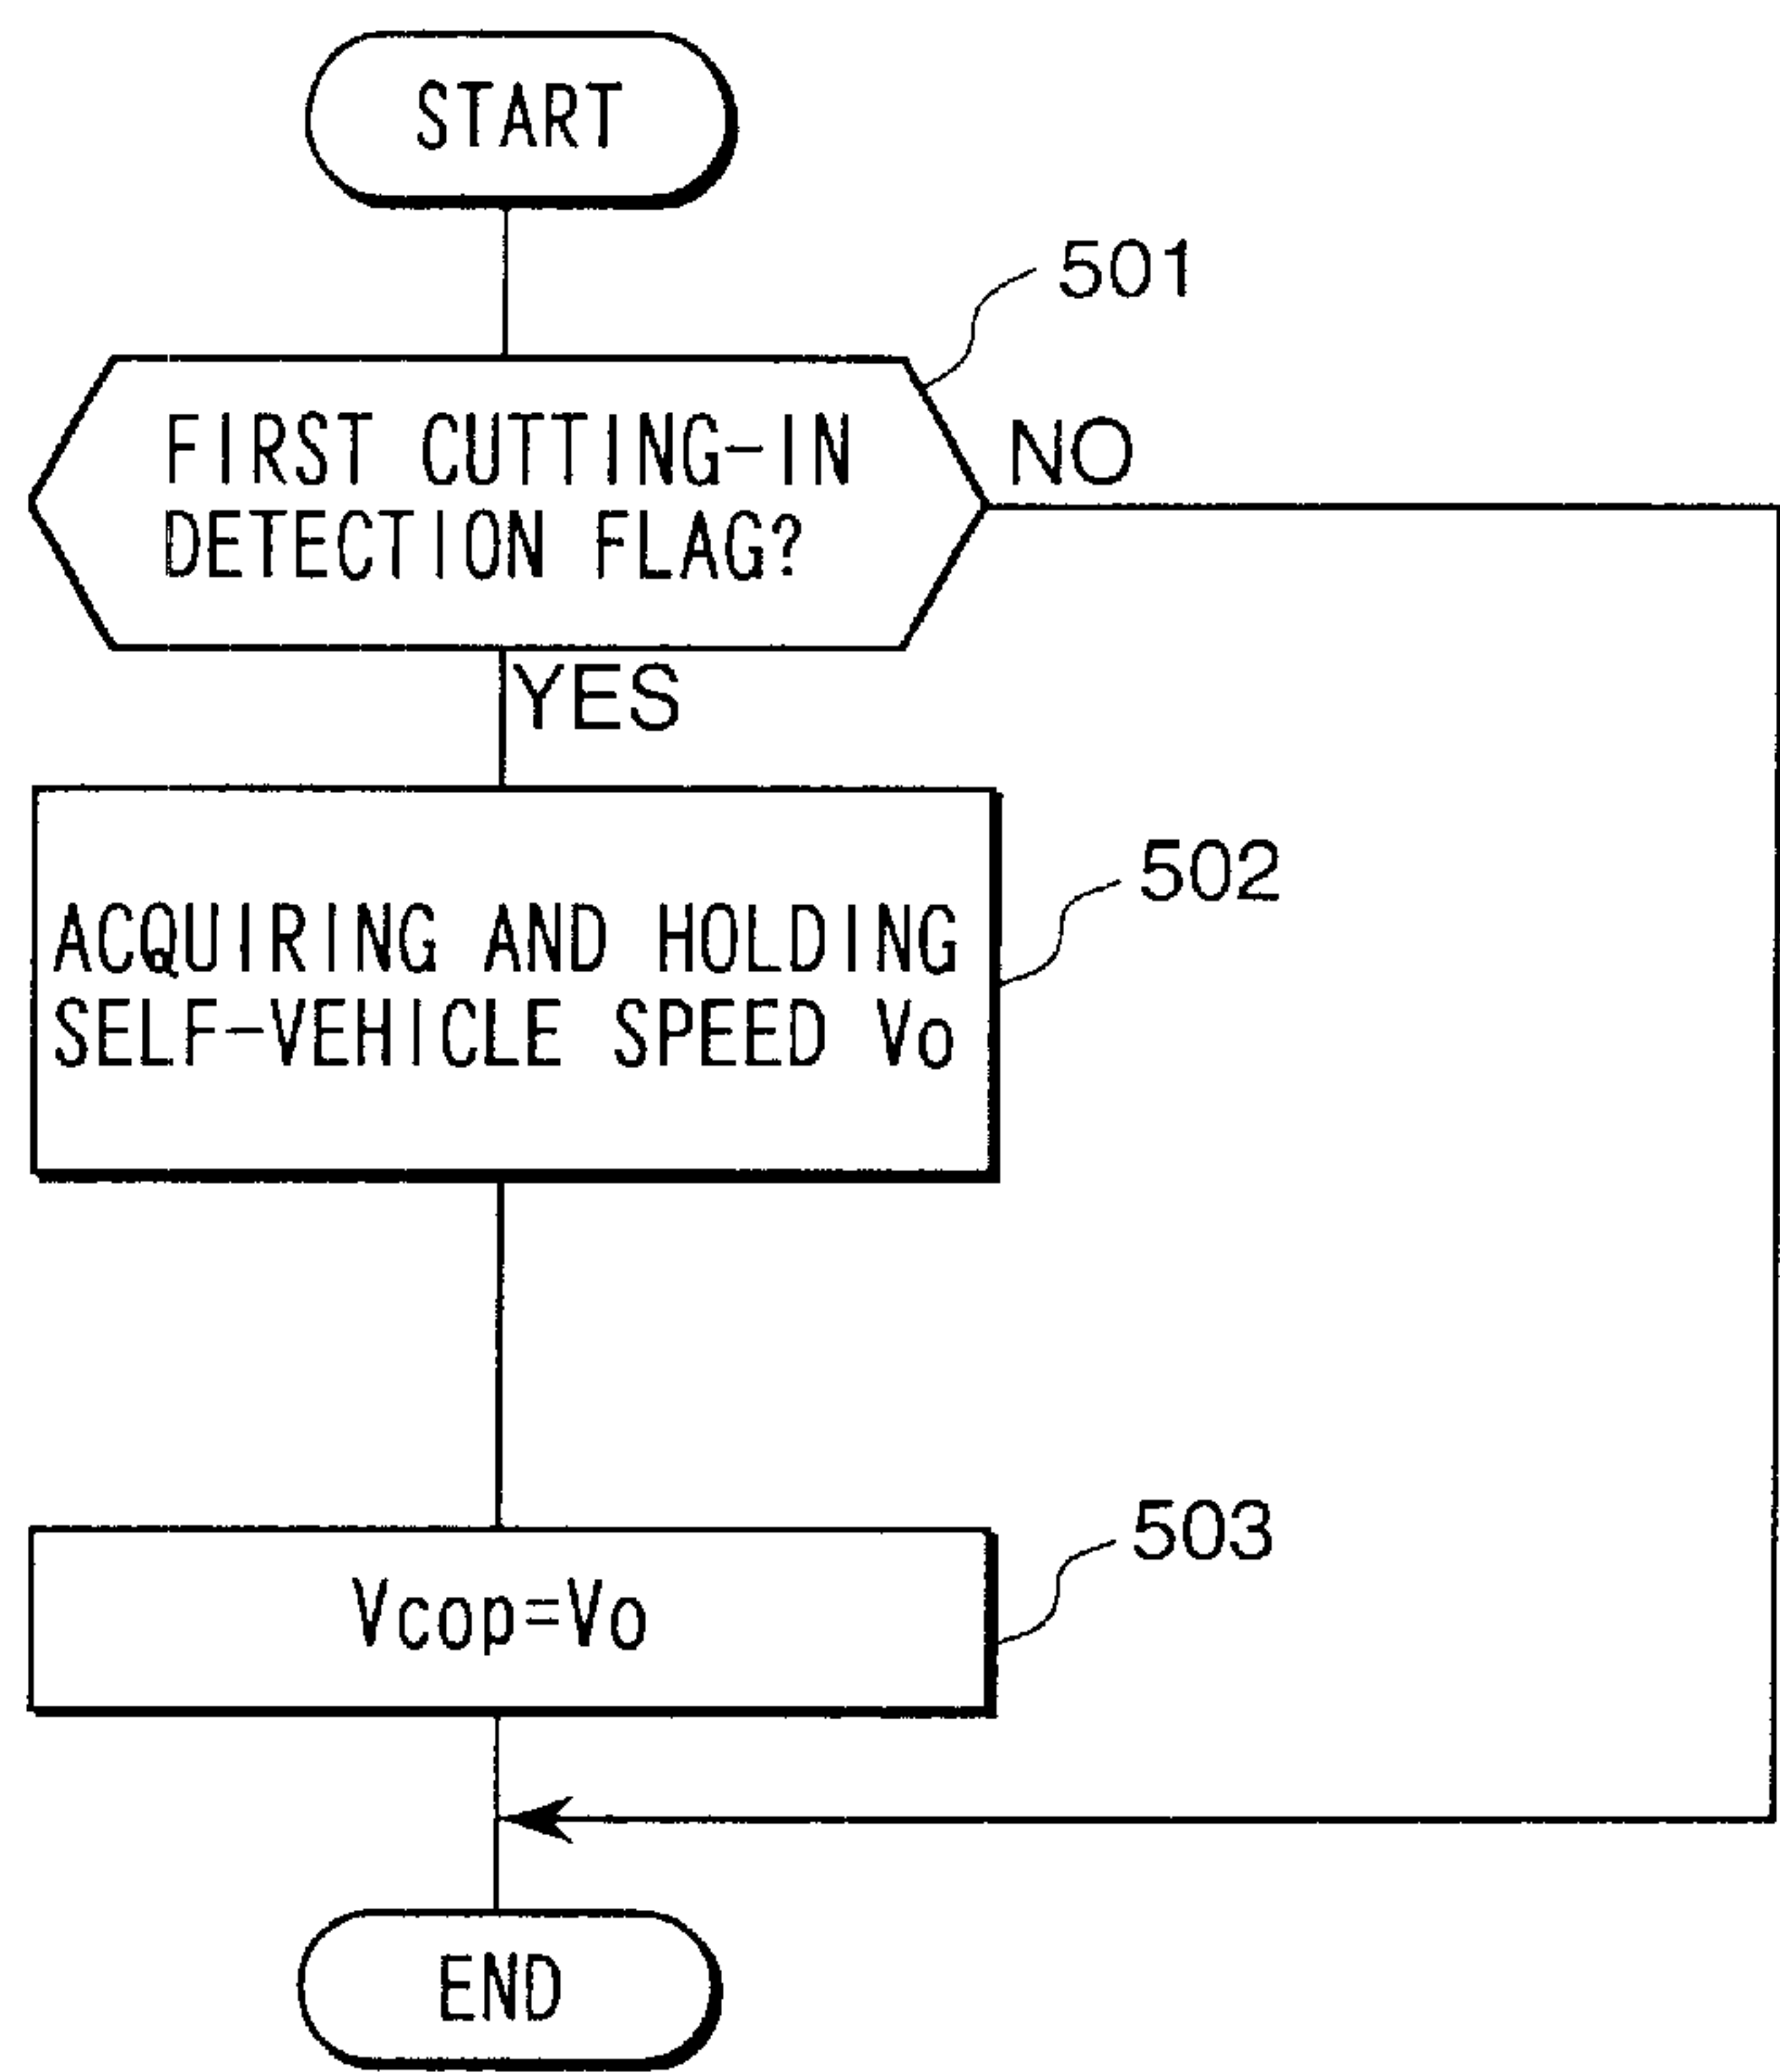 START
501
FIRST CUTTING-IN
DETECTION FLAG?
NO
YES
502
ACQUIRING AND HOLDING
SELF-VEHICLE SPEED Vo
503
Vcop=Vo
END